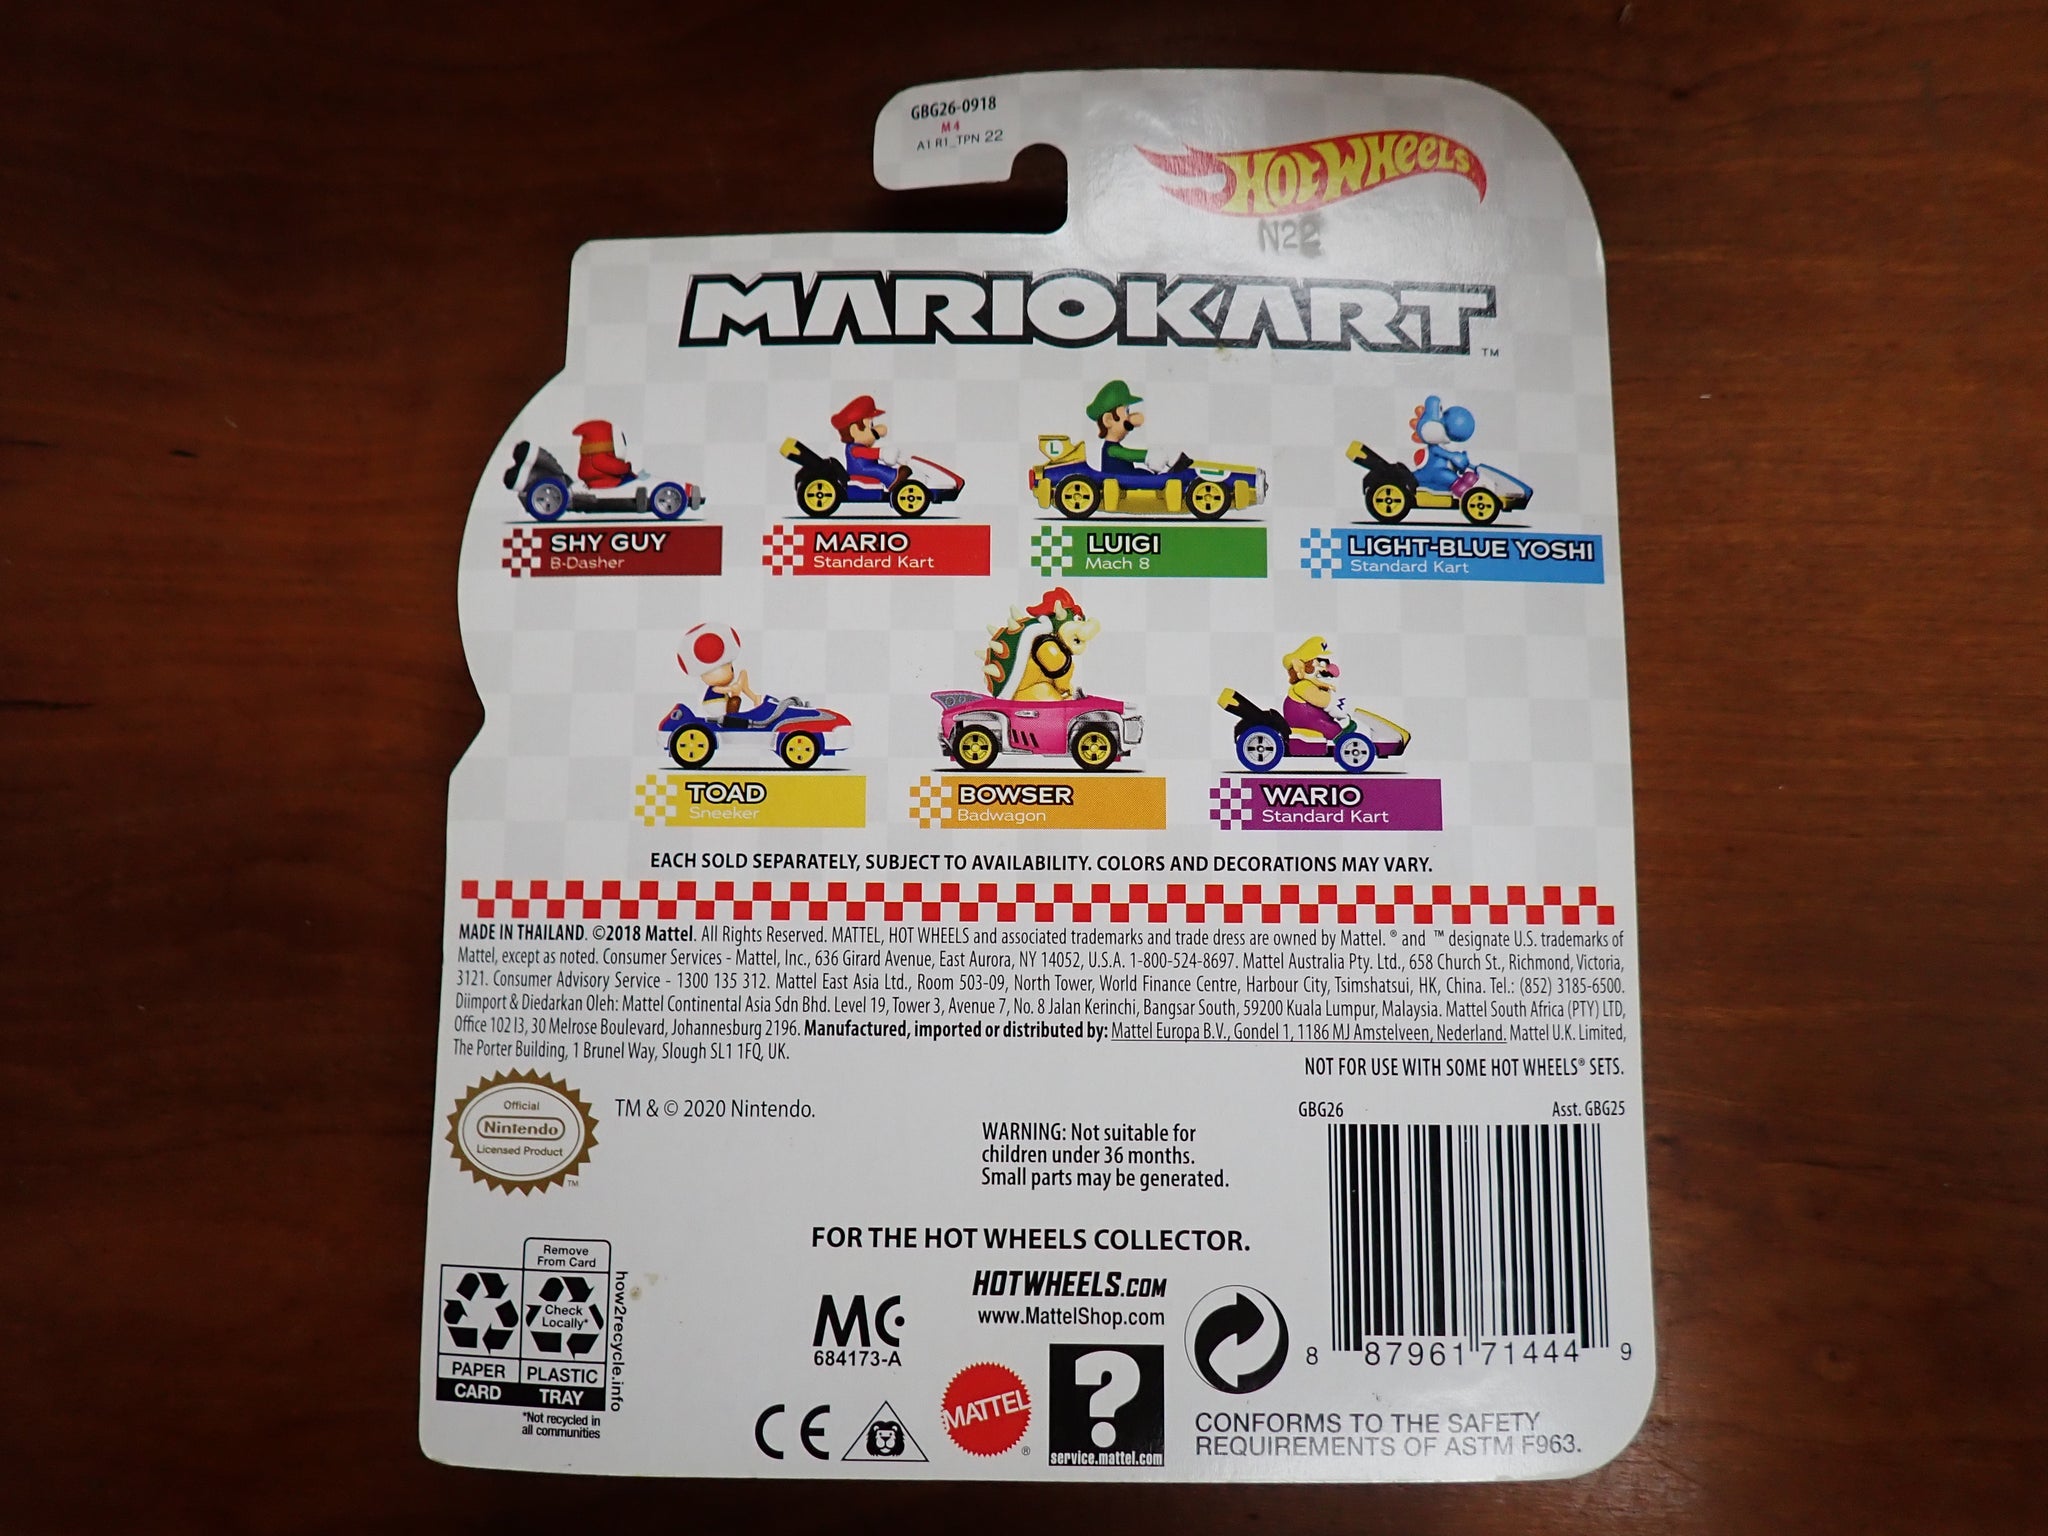 GBG26-0918
M4
A1 R1_TPN 22
HOT WHEELS
N22
MARIOKART™
SHY GUY
B-Dasher
MARIO
Standard Kart
L
LUIGI
Mach 8
LIGHT-BLUE YOSHI
Standard Kart
TOAD
Sneeker
BOWSER
Badwagon
WARIO
Standard Kart
EACH SOLD SEPARATELY, SUBJECT TO AVAILABILITY. COLORS AND DECORATIONS MAY VARY.
MADE IN THAILAND. ©2018 Mattel. All Rights Reserved. MATTEL, HOT WHEELS and associated trademarks and trade dress are owned by Mattel. ® and ™ designate U.S. trademarks of
Mattel, except as noted. Consumer Services - Mattel, Inc., 636 Girard Avenue, East Aurora, NY 14052, U.S.A. 1-800-524-8697. Mattel Australia Pty. Ltd., 658 Church St., Richmond, Victoria,
3121. Consumer Advisory Service - 1300 135 312. Mattel East Asia Ltd., Room 503-09, North Tower, World Finance Centre, Harbour City, Tsimshatsui, HK, China. Tel.: (852) 3185-6500.
Diimport & Diedarkan Oleh: Mattel Continental Asia Sdn Bhd. Level 19, Tower 3, Avenue 7, No. 8 Jalan Kerinchi, Bangsar South, 59200 Kuala Lumpur, Malaysia. Mattel South Africa (PTY) LTD,
Office 102 I3, 30 Melrose Boulevard, Johannesburg 2196. Manufactured, imported or distributed by: Mattel Europa B.V., Gondel 1, 1186 MJ Amstelveen, Nederland. Mattel U.K. Limited,
The Porter Building, 1 Brunel Way, Slough SL1 1FQ, UK.
NOT FOR USE WITH SOME HOT WHEELS® SETS.
Official
Nintendo
Licensed Product
™
TM & © 2020 Nintendo.
WARNING: Not suitable for
children under 36 months.
Small parts may be generated.
GBG26 Asst. GBG25
8 87961 71444 9
FOR THE HOT WHEELS COLLECTOR.
HOTWHEELS.COM
www.MattelShop.com
Remove
From Card
Check
Locally*
PAPER
CARD
PLASTIC
TRAY
*Not recycled in
all communities
how2recycle.info
MC
684173-A
CE
MATTEL®
?
service.mattel.com
CONFORMS TO THE SAFETY
REQUIREMENTS OF ASTM F963.